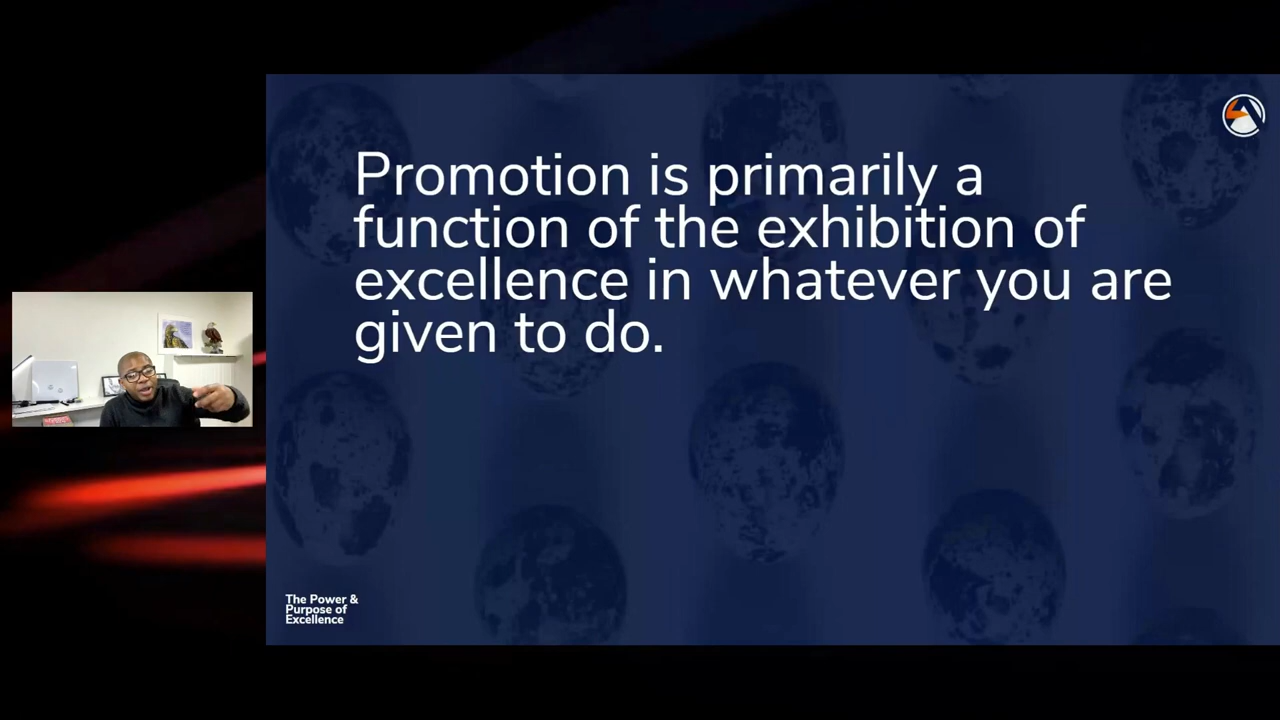 Promotion is primarily a
function of the exhibition of
excellence in whatever you are
given to do.
The Power &
Purpose of
Excellence